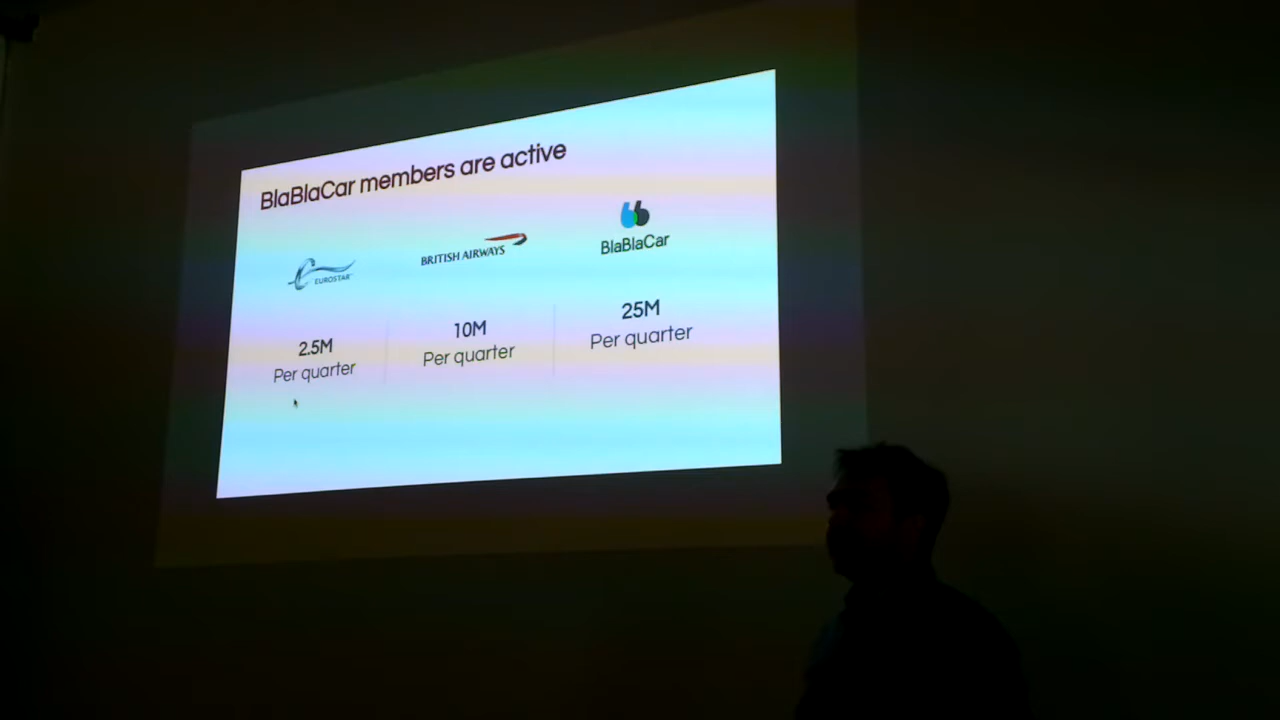 BlaBlaCar members are active
EUROSTAR
BRITISH AIRWAYS
BlaBlaCar
2.5M
Per quarter
10M
Per quarter
25M
Per quarter